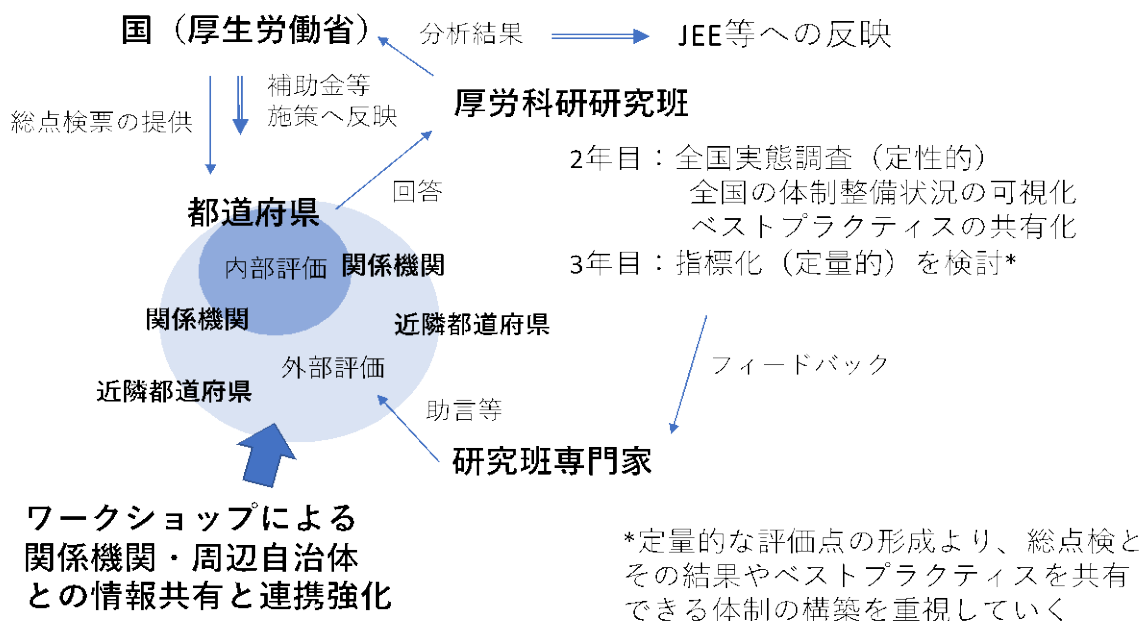 国（厚生労働省）
分析結果
JEE等への反映
補助金等
施策へ反映
総点検票の提供
厚労科研研究班
2年目：全国実態調査（定性的）
全国の体制整備状況の可視化
ベストプラクティスの共有化
3年目：指標化（定量的）を検討*
回答
都道府県
内部評価
関係機関
関係機関
近隣都道府県
外部評価
近隣都道府県
フィードバック
助言等
研究班専門家
ワークショップによる
関係機関・周辺自治体
との情報共有と連携強化
*定量的な評価点の形成より、総点検と
その結果やベストプラクティスを共有
できる体制の構築を重視していく